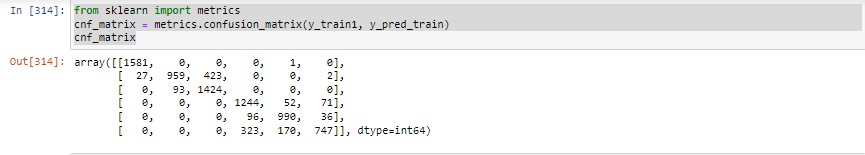 In [314]: from sklearn import metrics
cnf_matrix = metrics.confusion_matrix(y_train1, y_pred_train)
cnf_matrix
Out[314]: array([[1581, 0, 0, 0, 1, 0],
[ 27, 959, 423, 0, 0, 2],
[ 0, 93, 1424, 0, 0, 0],
[ 0, 0, 0, 1244, 52, 71],
[ 0, 0, 0, 96, 990, 36],
[ 0, 0, 0, 323, 170, 747]], dtype=int64)